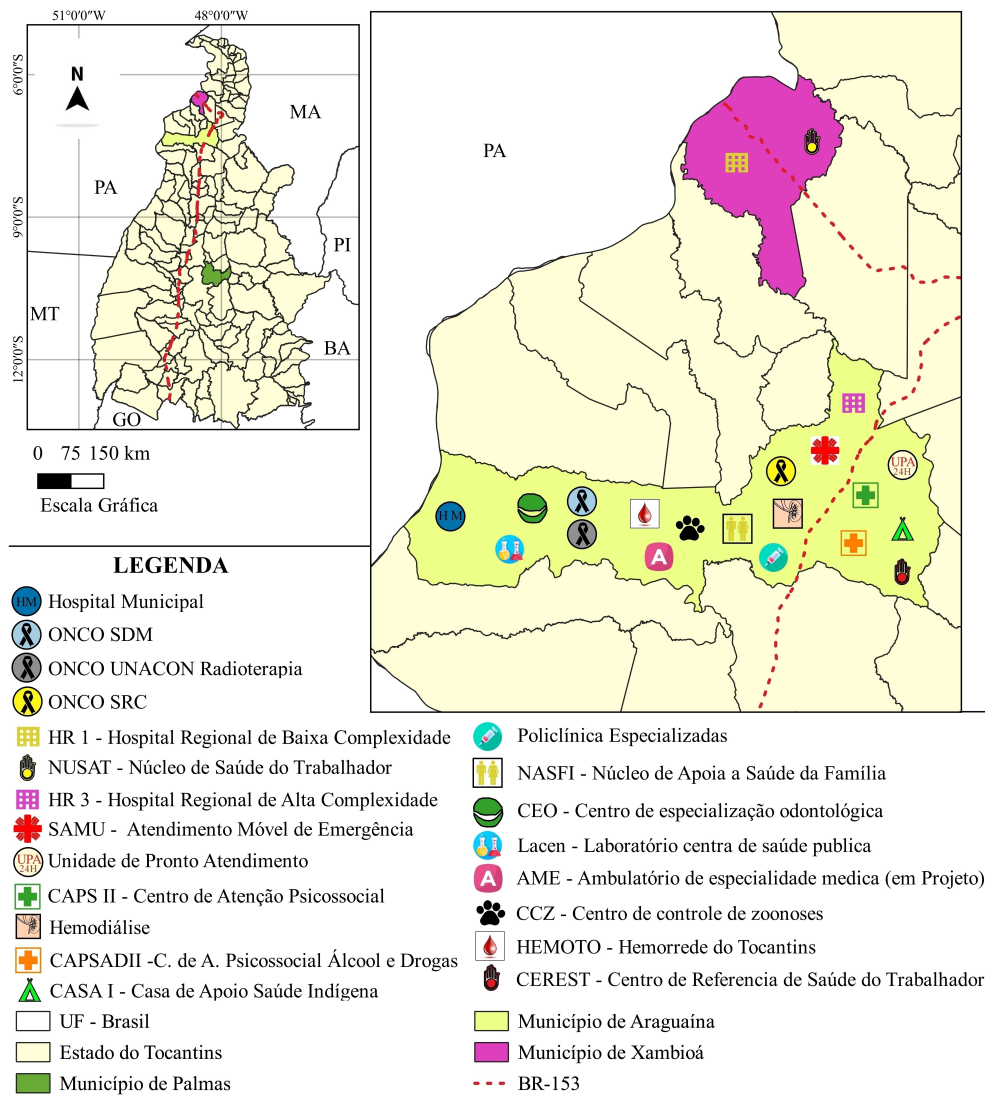 51°0'0"W 48°0'0"W
6°0'0"S
9°0'0"S
12°0'0"S
N
MA
PA
PI
MT
BA
GO
0 75 150 km
Escala Gráfica
PA
HM
UPA
24H
A
LEGENDA
HM Hospital Municipal
ONCO SDM
ONCO UNACON Radioterapia
ONCO SRC
HR 1 - Hospital Regional de Baixa Complexidade
NUSAT - Núcleo de Saúde do Trabalhador
HR 3 - Hospital Regional de Alta Complexidade
SAMU - Atendimento Móvel de Emergência
UPA 24H Unidade de Pronto Atendimento
CAPS II - Centro de Atenção Psicossocial
Hemodiálise
CAPSADII -C. de A. Psicossocial Álcool e Drogas
CASA I - Casa de Apoio Saúde Indígena
UF - Brasil
Estado do Tocantins
Município de Palmas
Policlínica Especializadas
NASFI - Núcleo de Apoia a Saúde da Família
CEO - Centro de especialização odontológica
Lacen - Laboratório centra de saúde publica
A AME - Ambulatório de especialidade medica (em Projeto)
CCZ - Centro de controle de zoonoses
HEMOTO - Hemorrede do Tocantins
CEREST - Centro de Referencia de Saúde do Trabalhador
Município de Araguaína
Município de Xambioá
BR-153